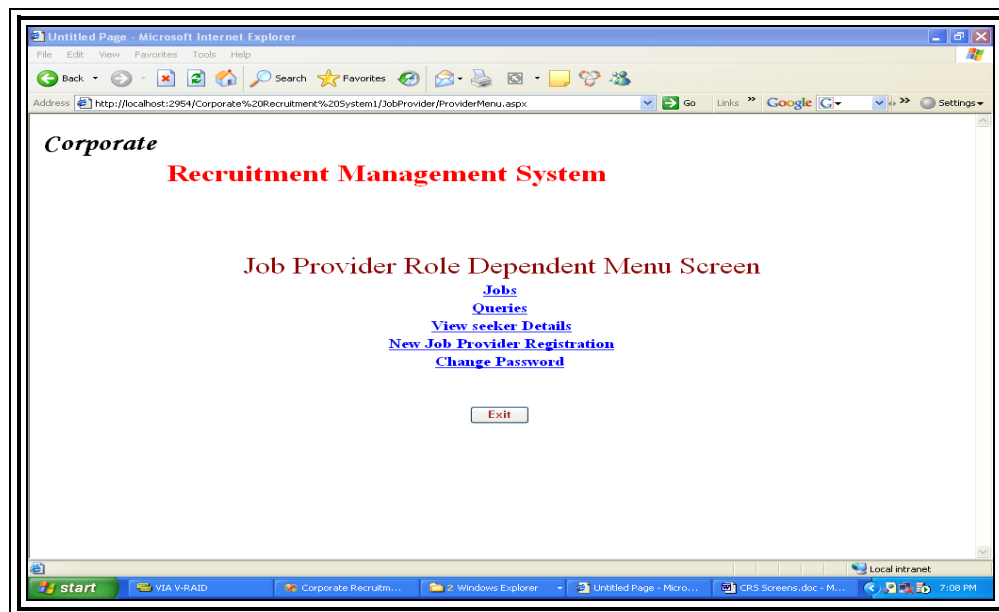 Untitled Page - Microsoft Internet Explorer
File Edit View Favorites Tools Help
Back Search Favorites
Address http://localhost:2954/Corporate%20Recruitment%20System1/JobProvider/ProviderMenu.aspx Go Links » Google G Settings
Corporate
Recruitment Management System
Job Provider Role Dependent Menu Screen
Jobs
Queries
View seeker Details
New Job Provider Registration
Change Password
Exit
Local intranet
start VIA V-RAID Corporate Recruitm... 2 Windows Explorer Untitled Page - Micro... CRS Screens.doc - M... 7:08 PM